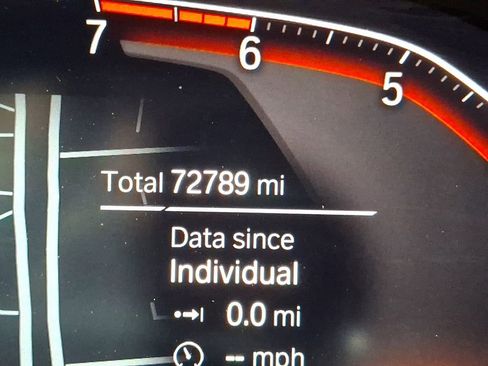 7
6
5
Total 72789 mi
Data since
Individual
0.0 mi
-- mph